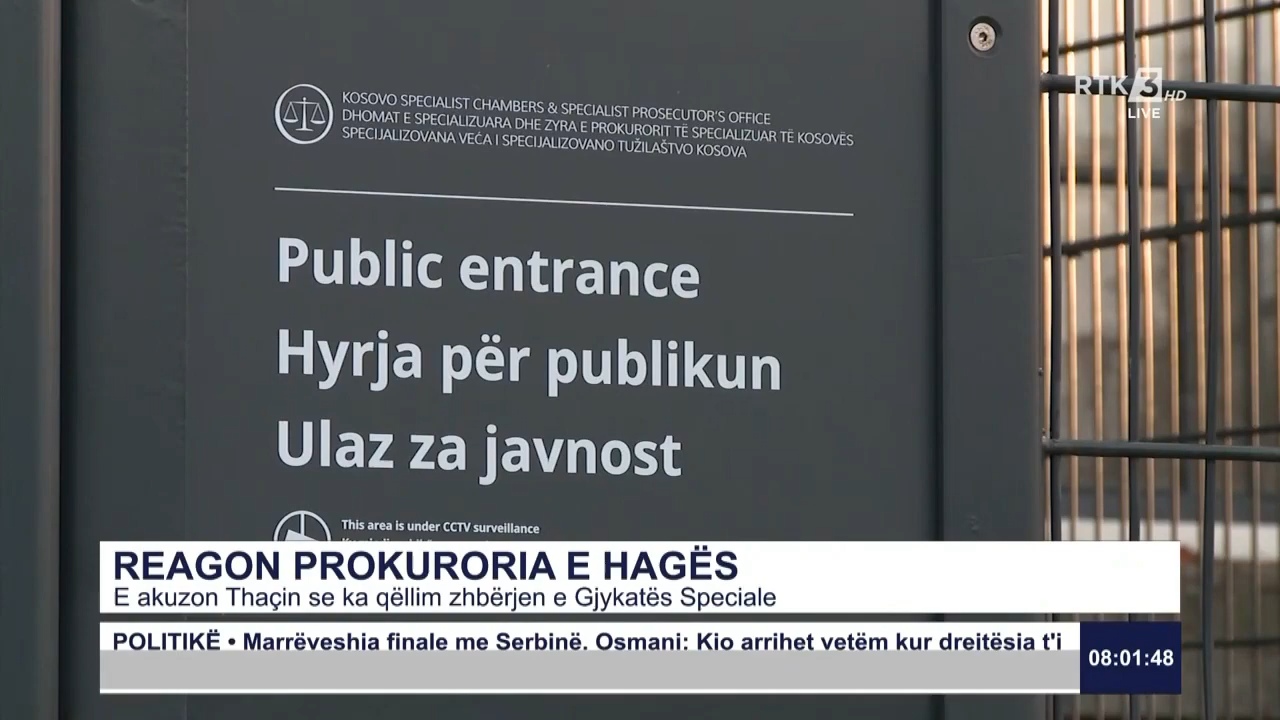 KOSOVO SPECIALIST CHAMBERS & SPECIALIST PROSECUTOR'S OFFICE
DHOMAT E SPECIALIZUARA DHE ZYRA E PROKURORIT TË SPECIALIZUAR TË KOSOVËS
SPECIJALIZOVANA VEĆA I SPECIJALIZOVANO TUŽILAŠTVO KOSOVA
RTK 3 HD
LIVE
Public entrance
Hyrja për publikun
Ulaz za javnost
This area is under CCTV surveillance
REAGON PROKURORIA E HAGËS
E akuzon Thaçin se ka qëllim zhbërjen e Gjykatës Speciale
POLITIKË • Marrëveshja finale me Serbinë, Osmani: Kjo arrihet vetëm kur drejtësia t'i
08:01:48